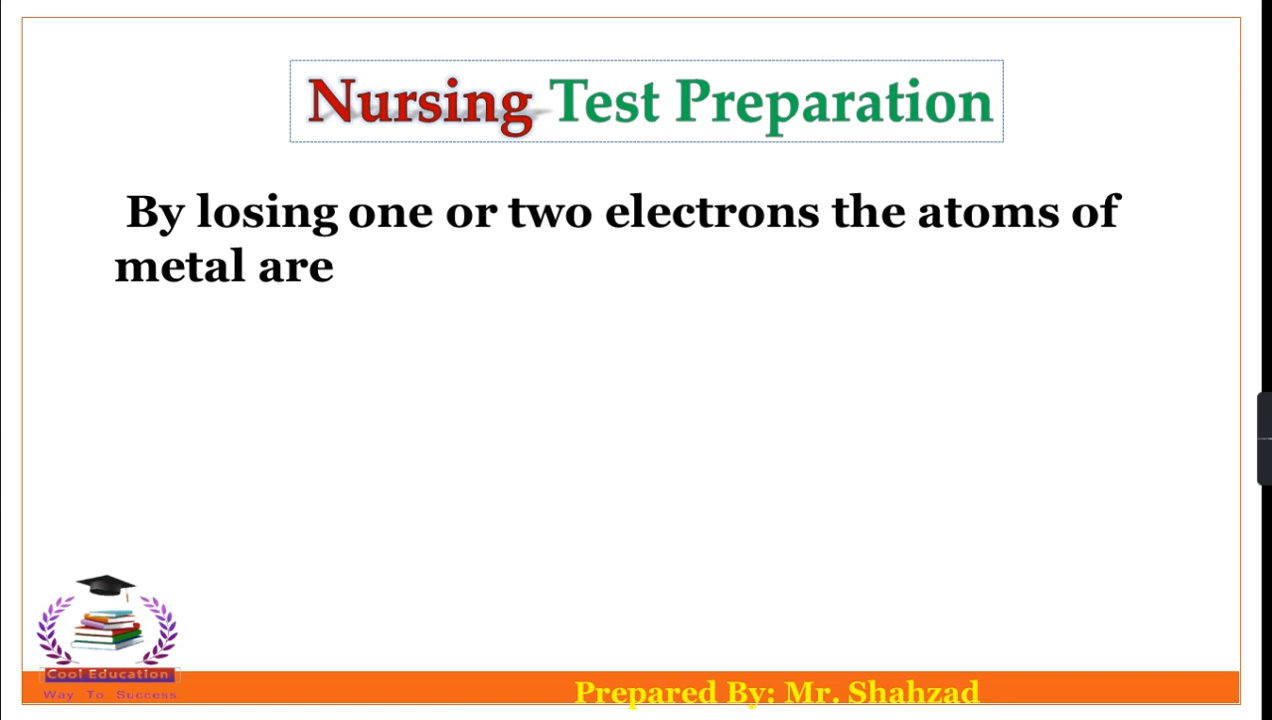 Nursing Test Preparation
By losing one or two electrons the atoms of
metal are
Cool Education
Way To Success
Prepared By: Mr. Shahzad